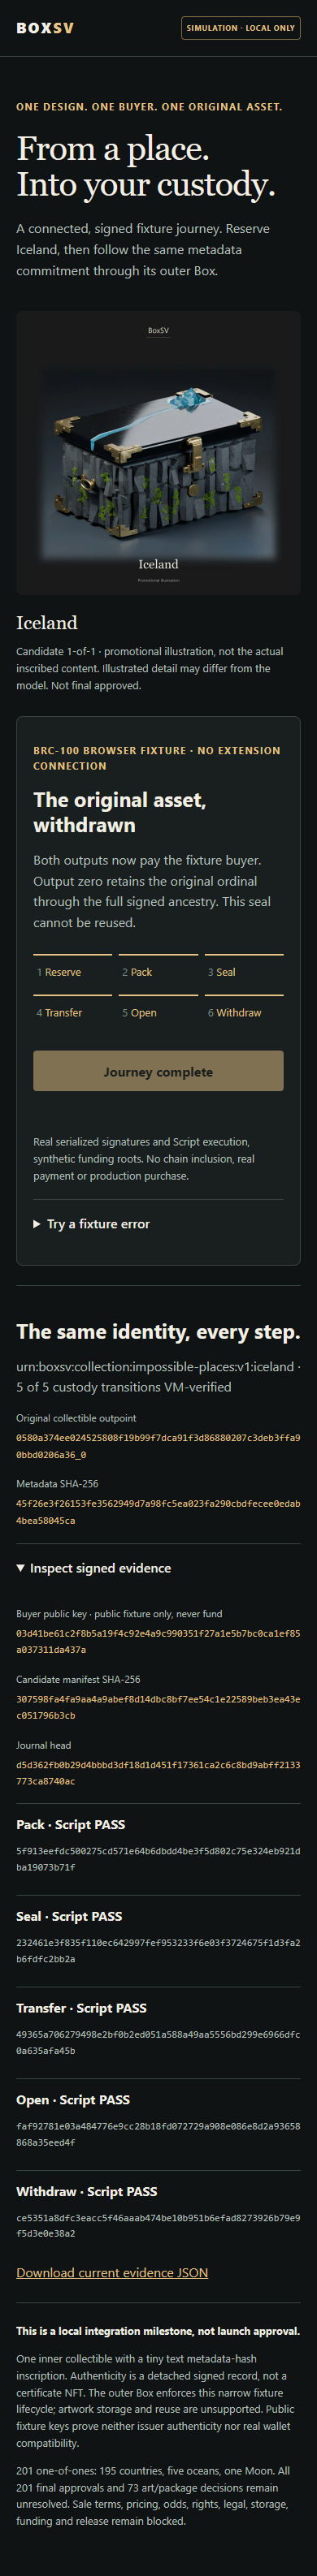 BOXSV
SIMULATION · LOCAL ONLY
ONE DESIGN. ONE BUYER. ONE ORIGINAL ASSET.
From a place.
Into your custody.
A connected, signed fixture journey. Reserve
Iceland, then follow the same metadata
commitment through its outer Box.
BoxSV
Iceland
Promotional illustration
Iceland
Candidate 1-of-1 · promotional illustration, not the actual
inscribed content. Illustrated detail may differ from the
model. Not final approved.
BRC-100 BROWSER FIXTURE · NO EXTENSION
CONNECTION
The original asset,
withdrawn
Both outputs now pay the fixture buyer.
Output zero retains the original ordinal
through the full signed ancestry. This seal
cannot be reused.
1 Reserve
2 Pack
3 Seal
4 Transfer
5 Open
6 Withdraw
Journey complete
Real serialized signatures and Script execution,
synthetic funding roots. No chain inclusion, real
payment or production purchase.
▶ Try a fixture error
The same identity, every step.
urn:boxsv:collection:impossible-places:v1:iceland ·
5 of 5 custody transitions VM-verified
Original collectible outpoint
0580a374ee024525808f19b99f7dca91f3d86880207c3deb3ffa9
0bbd0206a36_0
Metadata SHA-256
45f26e3f26153fe3562949d7a98fc5ea023fa290cbdfecee0edab
4bea58045ca
▼ Inspect signed evidence
Buyer public key · public fixture only, never fund
03d41be61c2f8b5a19f4c92e4a9c990351f27a1e5b7bc0ca1ef85
a037311da437a
Candidate manifest SHA-256
307598fa4fa9aa4a9abef8d14dbc8bf7ee54c1e22589beb3ea43e
c051796b3cb
Journal head
d5d362fb0b29d4bbbd3df18d1d451f17361ca2c6c8bd9abff2133
773ca8740ac
Pack · Script PASS
5f913eefdc500275cd571e64b6dbdd4be3f5d802c75e324eb921d
ba19073b71f
Seal · Script PASS
232461e3f835f110ec642997fef953233f6e03f3724675f1d3fa2
b6fdfc2bb2a
Transfer · Script PASS
49365a706279498e2bf0b2ed051a588a49aa5556bd299e6966dfc
0a635afa45b
Open · Script PASS
faf92781e03a484776e9cc28b18fd072729a908e086e8d2a93658
868a35eed4f
Withdraw · Script PASS
ce5351a8dfc3eacc5f46aaab474be10b951b6efad8273926b79e9
f5d3e0e38a2
Download current evidence JSON
This is a local integration milestone, not launch approval.
One inner collectible with a tiny text metadata-hash
inscription. Authenticity is a detached signed record, not a
certificate NFT. The outer Box enforces this narrow fixture
lifecycle; artwork storage and reuse are unsupported. Public
fixture keys prove neither issuer authenticity nor real wallet
compatibility.
201 one-of-ones: 195 countries, five oceans, one Moon. All
201 final approvals and 73 art/package decisions remain
unresolved. Sale terms, pricing, odds, rights, legal, storage,
funding and release remain blocked.